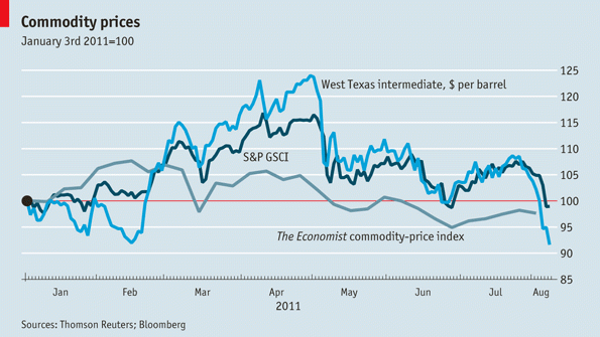 Commodity prices
January 3rd 2011=100
West Texas intermediate, $ per barrel
S&P GSCI
The Economist commodity-price index
125
120
115
110
105
100
95
90
85
Jan Feb Mar Apr May Jun Jul Aug
2011
Sources: Thomson Reuters; Bloomberg